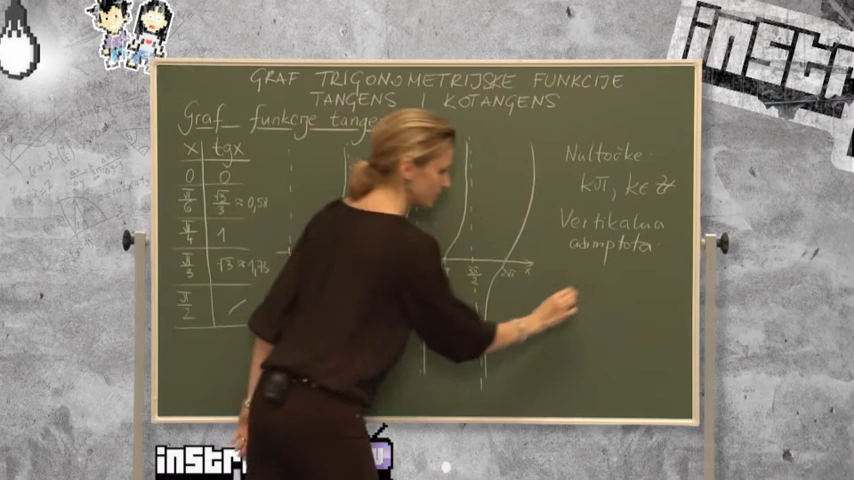 GRAF TRIGONOMETRIJSKE FUNKCIJE
TANGENS I KOTANGENS
Graf funkcije tangens
x tgx
0 0
π/6 √3/3 ≈ 0,58
π/4 1
π/3 √3 ≈ 1,73
π/2 /
3π/2 2π x
Nultočke:
kπ, k∈ℤ
Vertikalna
asimptota: